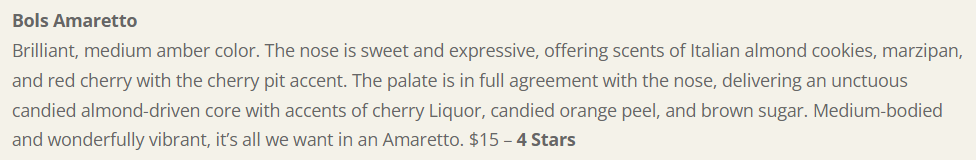 Bols Amaretto
Brilliant, medium amber color. The nose is sweet and expressive, offering scents of Italian almond cookies, marzipan,
and red cherry with the cherry pit accent. The palate is in full agreement with the nose, delivering an unctuous
candied almond-driven core with accents of cherry Liquor, candied orange peel, and brown sugar. Medium-bodied
and wonderfully vibrant, it’s all we want in an Amaretto. $15 – 4 Stars